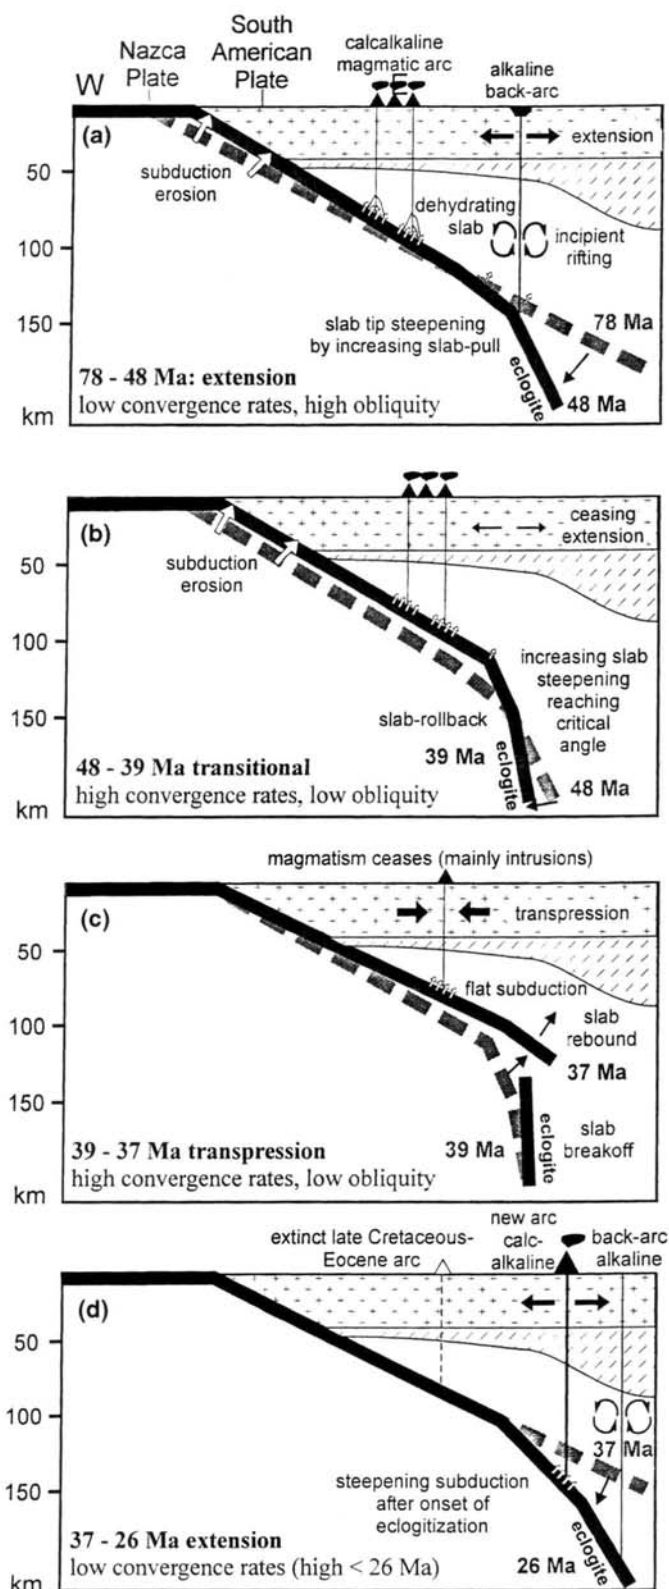 Nazca
Plate
South
American
Plate
calcalkaline
magmatic arc
alkaline
back-arc
W
E
(a)
extension
50
subduction
erosion
dehydrating
slab
incipient
rifting
100
78 Ma
150
slab tip steepening
by increasing slab-pull
eclogite
78 - 48 Ma: extension
low convergence rates, high obliquity
48 Ma
km
(b)
ceasing
extension
50
subduction
erosion
100
increasing slab
steepening
reaching
critical
angle
150
slab-rollback
39 Ma
eclogite
48 - 39 Ma transitional
high convergence rates, low obliquity
48 Ma
km
magmatism ceases (mainly intrusions)
(c)
transpression
50
flat subduction
slab
rebound
100
37 Ma
150
39 - 37 Ma transpression
high convergence rates, low obliquity
39 Ma
eclogite
slab
breakoff
km
extinct late Cretaceous-
Eocene arc
new arc
calc-
alkaline
back-arc
alkaline
(d)
50
100
37 Ma
150
steepening subduction
after onset of
eclogitization
37 - 26 Ma extension
low convergence rates (high < 26 Ma)
26 Ma
eclogite
km